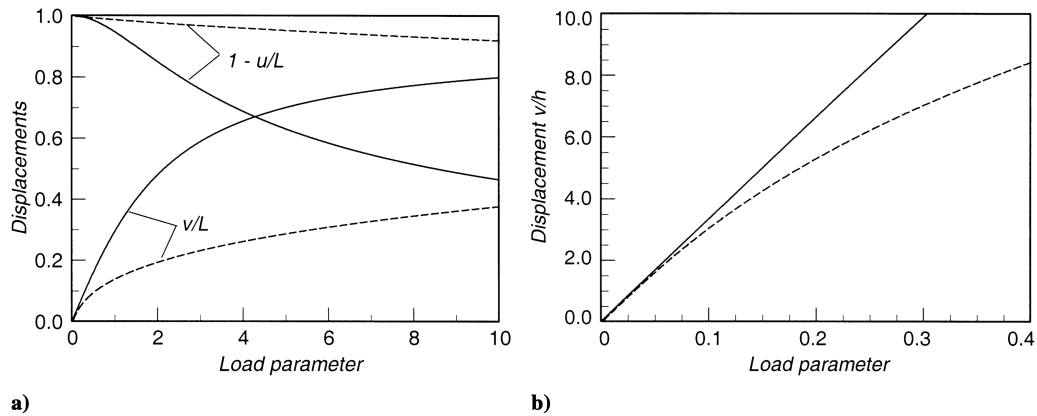 1.0
0.8
0.6
0.4
0.2
0.0
Displacements
1 - u/L
v/L
0 2 4 6 8 10
Load parameter
a)
10.0
8.0
6.0
4.0
2.0
0.0
Displacement v/h
0 0.1 0.2 0.3 0.4
Load parameter
b)